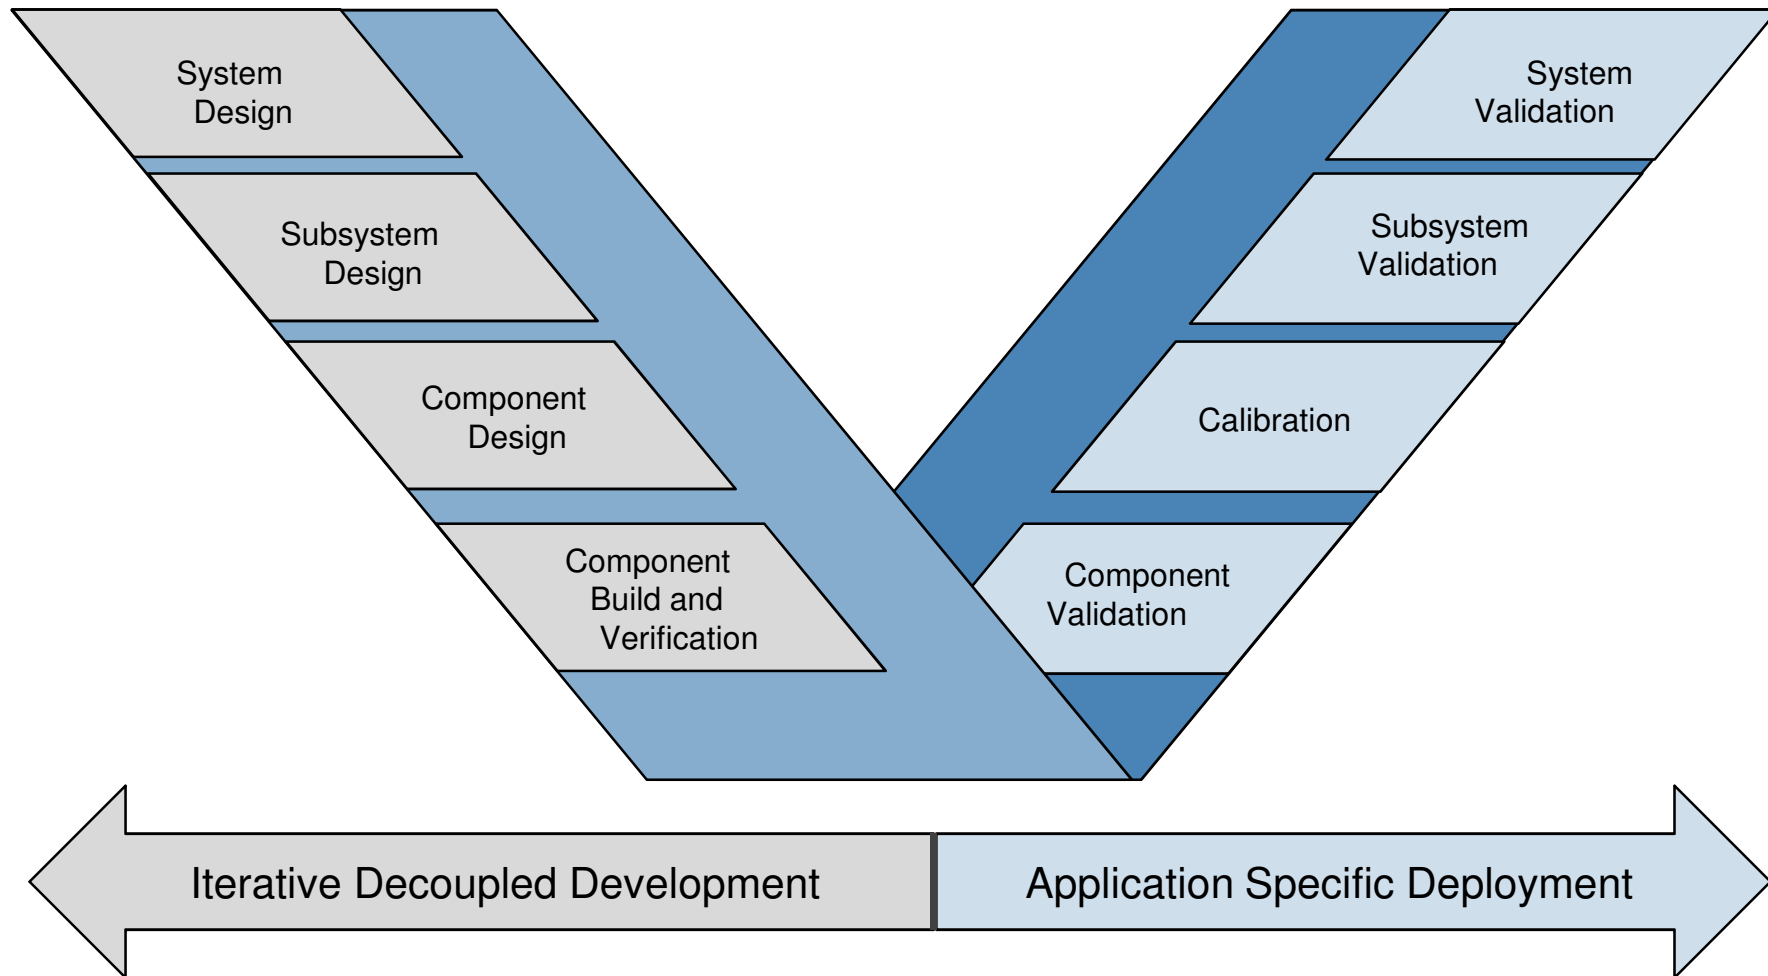 System
Design
Subsystem
Design
Component
Design
Component
Build and
Verification
System
Validation
Subsystem
Validation
Calibration
Component
Validation
Iterative Decoupled Development
Application Specific Deployment